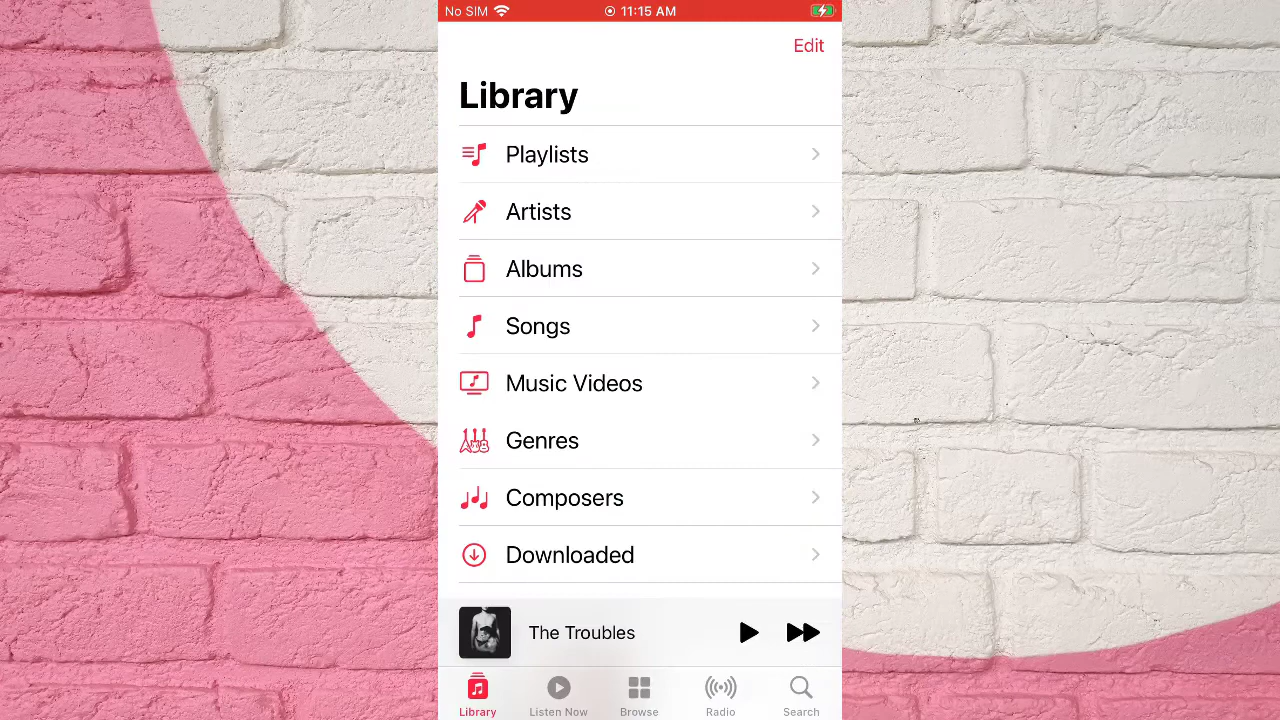 No SIM 11:15 AM
Edit
Library
Playlists
Artists
Albums
Songs
Music Videos
Genres
Composers
Downloaded
The Troubles
Library Listen Now Browse Radio Search